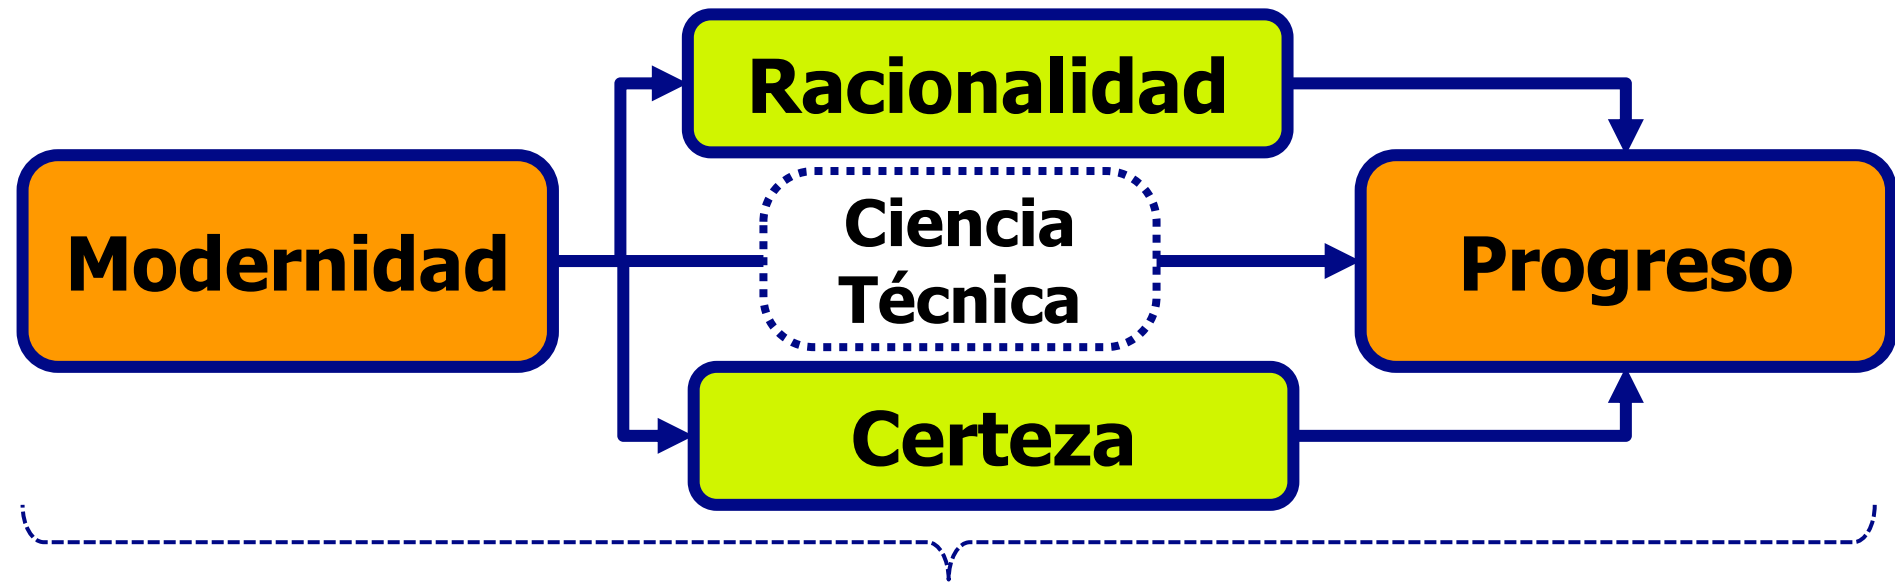 Racionalidad
Modernidad
Ciencia
Técnica
Progreso
Certeza